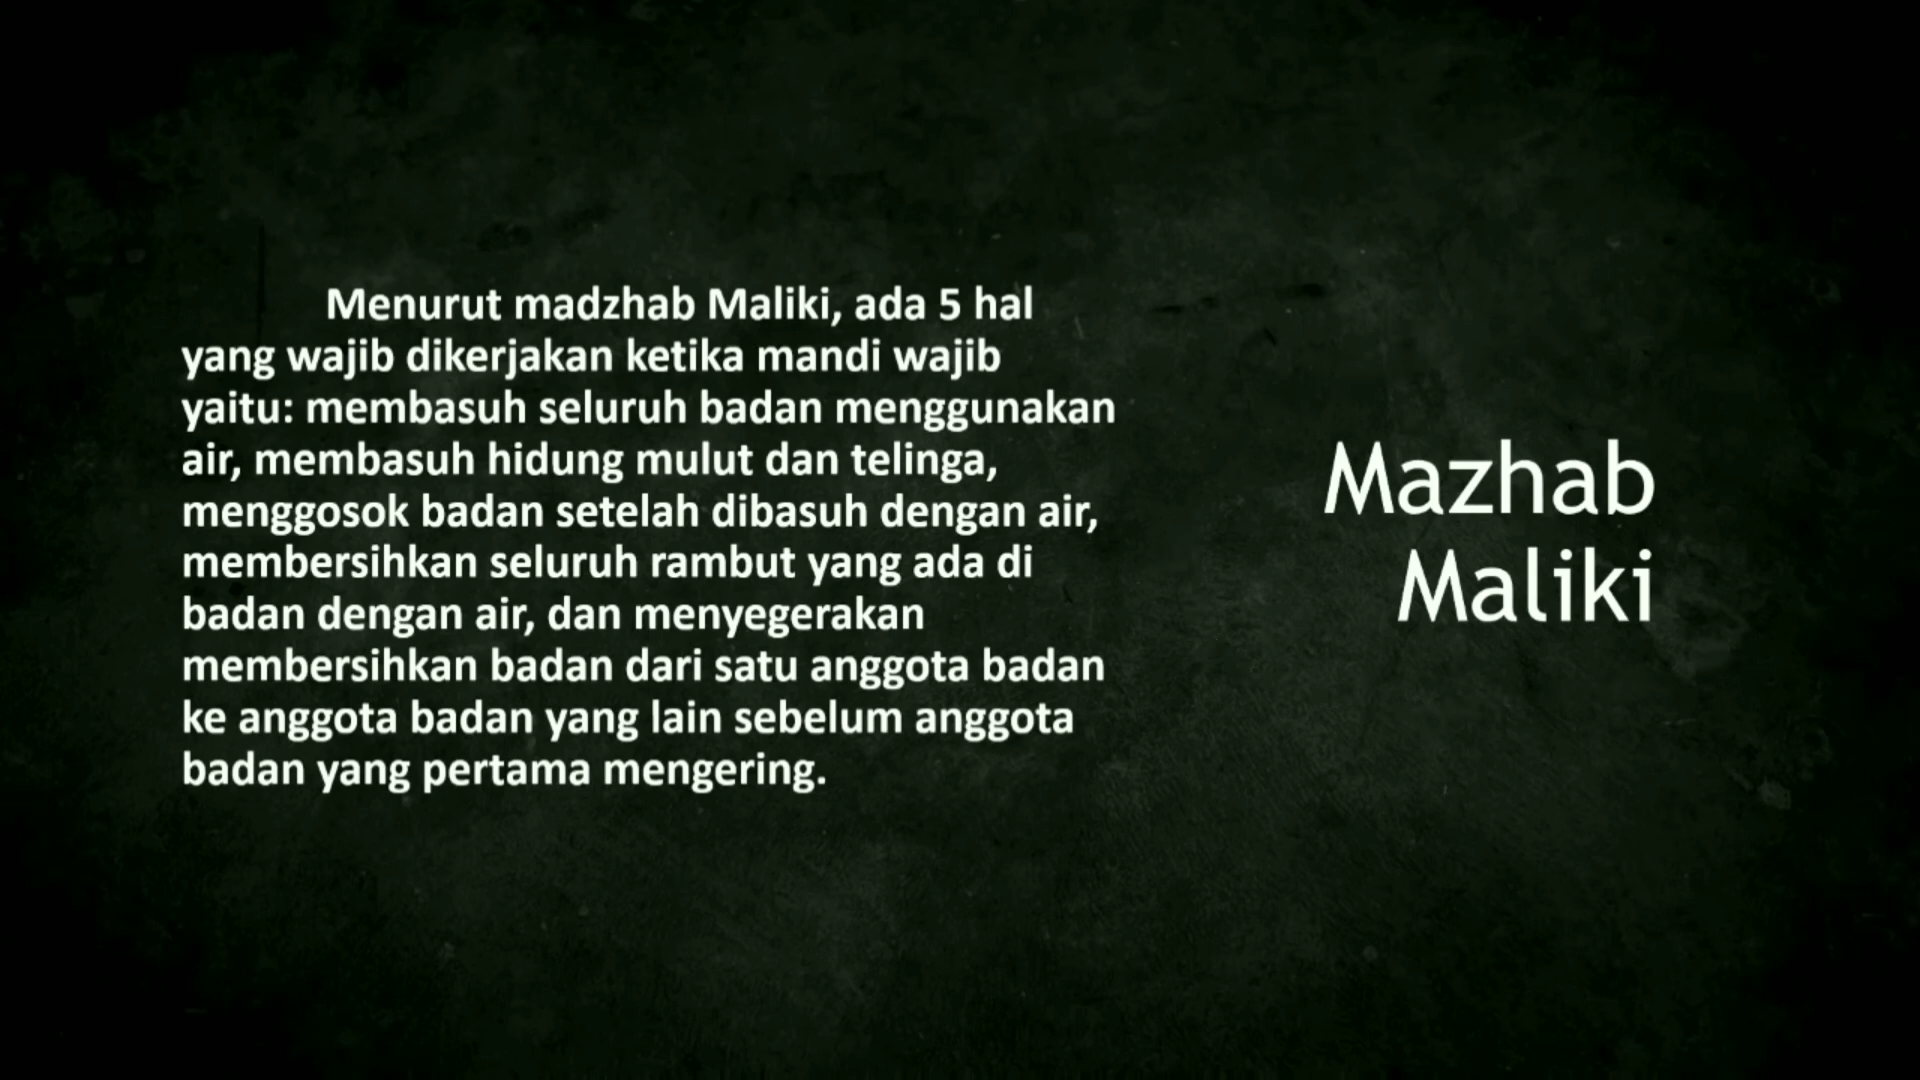 Menurut madzhab Maliki, ada 5 hal
yang wajib dikerjakan ketika mandi wajib
yaitu: membasuh seluruh badan menggunakan
air, membasuh hidung mulut dan telinga,
menggosok badan setelah dibasuh dengan air,
membersihkan seluruh rambut yang ada di
badan dengan air, dan menyegerakan
membersihkan badan dari satu anggota badan
ke anggota badan yang lain sebelum anggota
badan yang pertama mengering.
Mazhab
Maliki